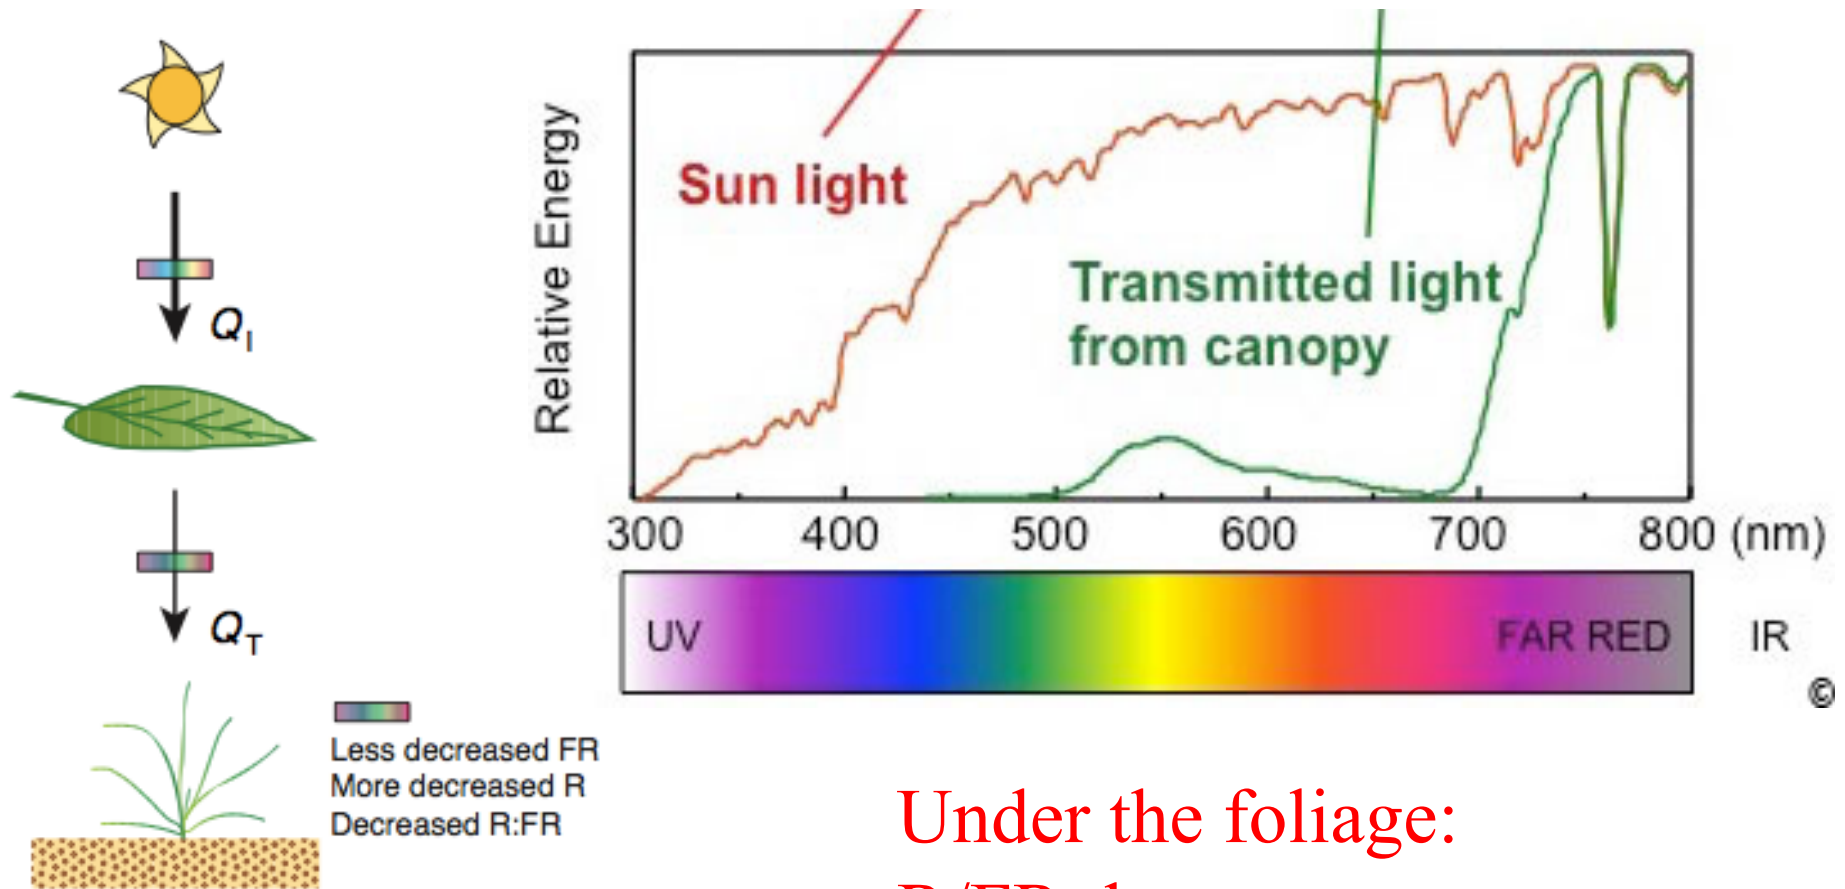 Q_I
Q_T
Less decreased FR
More decreased R
Decreased R:FR
Relative Energy
Sun light
Transmitted light
from canopy
300 400 500 600 700 800 (nm)
UV FAR RED IR
©
Under the foliage: